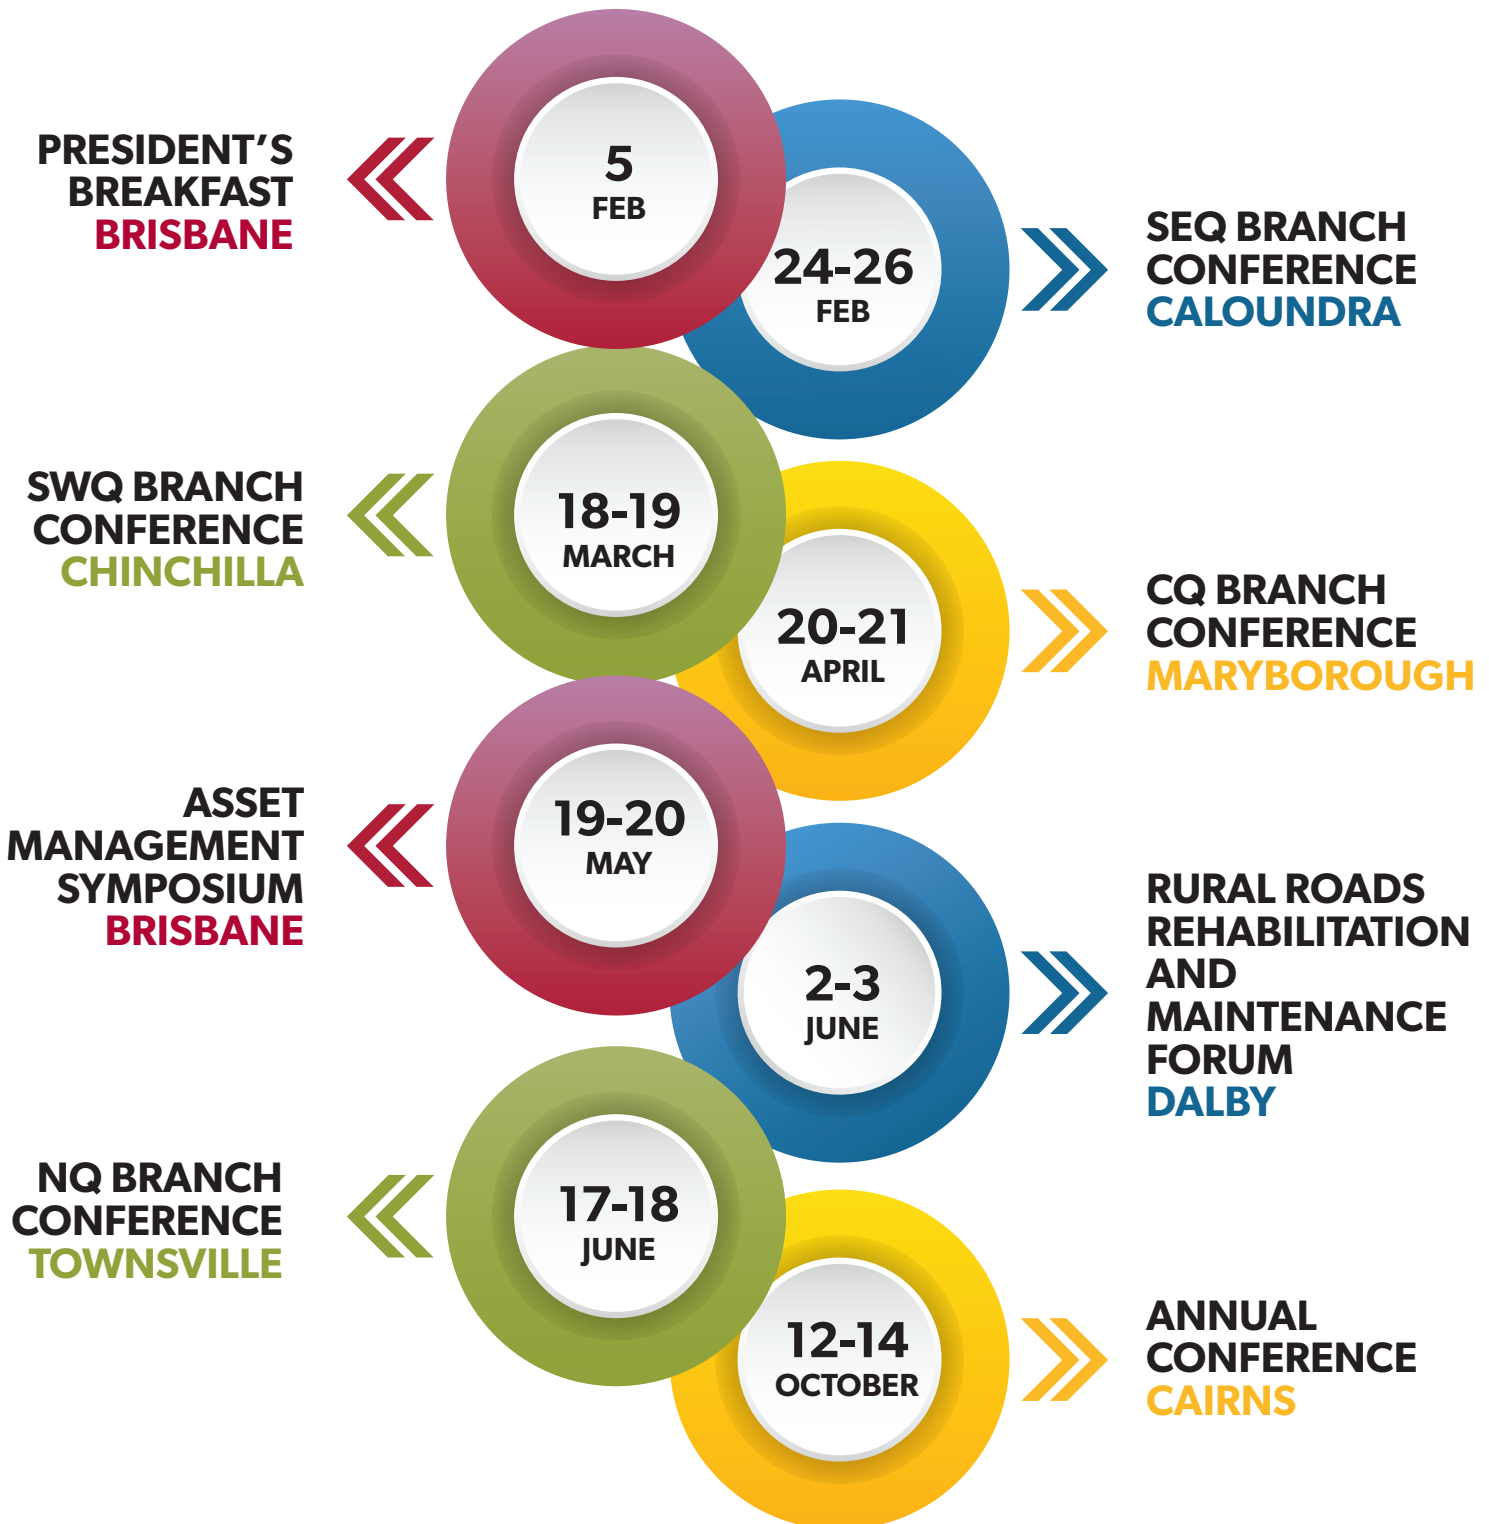 PRESIDENT'S
BREAKFAST
BRISBANE
5
FEB
24-26
FEB
SEQ BRANCH
CONFERENCE
CALOUNDRA
SWQ BRANCH
CONFERENCE
CHINCHILLA
18-19
MARCH
20-21
APRIL
CQ BRANCH
CONFERENCE
MARYBOROUGH
ASSET
MANAGEMENT
SYMPOSIUM
BRISBANE
19-20
MAY
2-3
JUNE
RURAL ROADS
REHABILITATION
AND
MAINTENANCE
FORUM
DALBY
NQ BRANCH
CONFERENCE
TOWNSVILLE
17-18
JUNE
12-14
OCTOBER
ANNUAL
CONFERENCE
CAIRNS